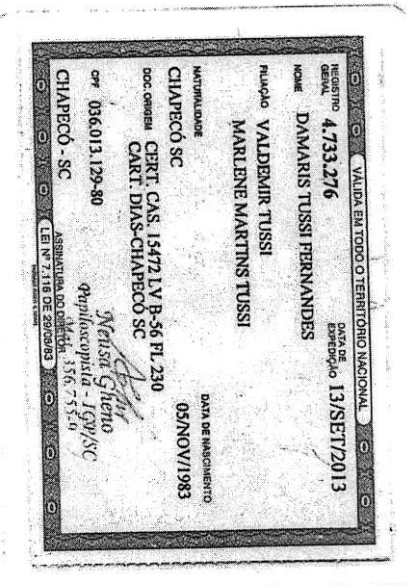 VÁLIDA EM TODO O TERRITÓRIO NACIONAL
REGISTRO GERAL 4.733.276 DATA DE EXPEDIÇÃO 13/SET/2013
NOME DAMARIS TUSSI FERNANDES
FILIAÇÃO VALDEMIR TUSSI
MARLENE MARTINS TUSSI
NATURALIDADE DATA DE NASCIMENTO
CHAPECÓ SC 05/NOV/1983
DOC. ORIGEM CERT. CAS. 15472 LV B-56 FL 230
CART. DIAS-CHAPECÓ SC
CPF 036.013.129-80
Neusa Gheno
Papiloscopista - IGP/SC
CHAPECÓ - SC
ASSINATURA DO DIRETOR
LEI Nº 7.116 DE 29/08/83